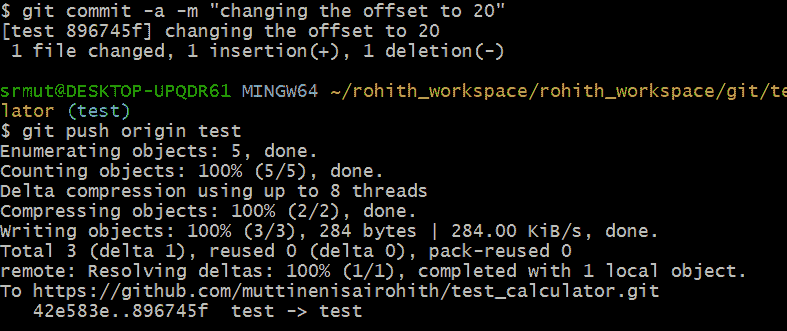 $ git commit -a -m "changing the offset to 20"
[test 896745f] changing the offset to 20
 1 file changed, 1 insertion(+), 1 deletion(-)
srmut@DESKTOP-UPQDR61 MINGW64 ~/rohith_workspace/rohith_workspace/git/te
lator (test)
$ git push origin test
Enumerating objects: 5, done.
Counting objects: 100% (5/5), done.
Delta compression using up to 8 threads
Compressing objects: 100% (2/2), done.
Writing objects: 100% (3/3), 284 bytes | 284.00 KiB/s, done.
Total 3 (delta 1), reused 0 (delta 0), pack-reused 0
remote: Resolving deltas: 100% (1/1), completed with 1 local object.
To https://github.com/muttinenisairohith/test_calculator.git
   42e583e..896745f  test -> test